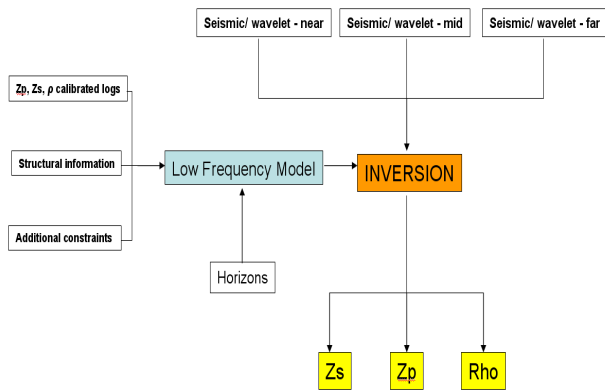 Seismic/ wavelet - near
Seismic/ wavelet - mid
Seismic/ wavelet - far
Zp, Zs, ρ calibrated logs
Structural information
Low Frequency Model
INVERSION
Additional constraints
Horizons
Zs
Zp
Rho